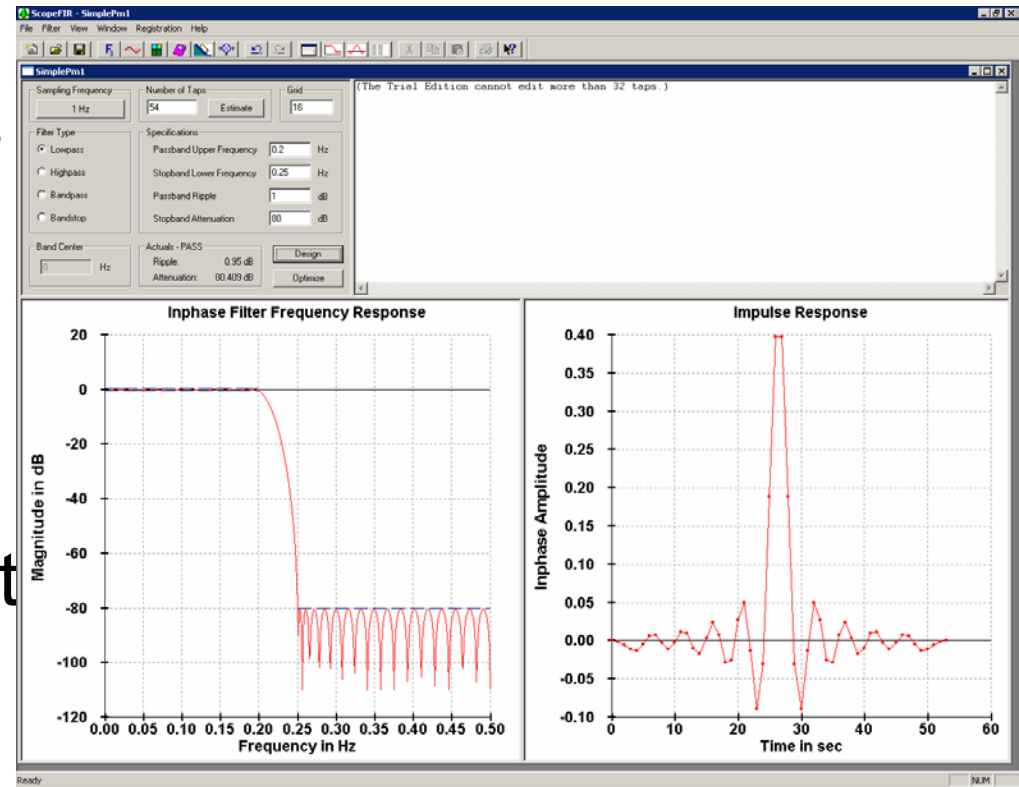 ScopeFIR - SimplePm1
File Filter View Window Registration Help
SimplePm1
Sampling Frequency
1 Hz
Number of Taps
54
Estimate
Grid
16
(The Trial Edition cannot edit more than 32 taps.)
Filter Type
Lowpass
Highpass
Bandpass
Bandstop
Specifications
Passband Upper Frequency 0.2 Hz
Stopband Lower Frequency 0.25 Hz
Passband Ripple 1 dB
Stopband Attenuation 80 dB
Band Center
0 Hz
Actuals - PASS
Ripple: 0.95 dB
Attenuation: 80.409 dB
Design
Optimize
Inphase Filter Frequency Response
20
0
-20
-40
-60
-80
-100
-120
Magnitude in dB
0.00 0.05 0.10 0.15 0.20 0.25 0.30 0.35 0.40 0.45 0.50
Frequency in Hz
Impulse Response
0.40
0.35
0.30
0.25
0.20
0.15
0.10
0.05
0.00
-0.05
-0.10
Inphase Amplitude
0 10 20 30 40 50 60
Time in sec
t
Ready
NUM